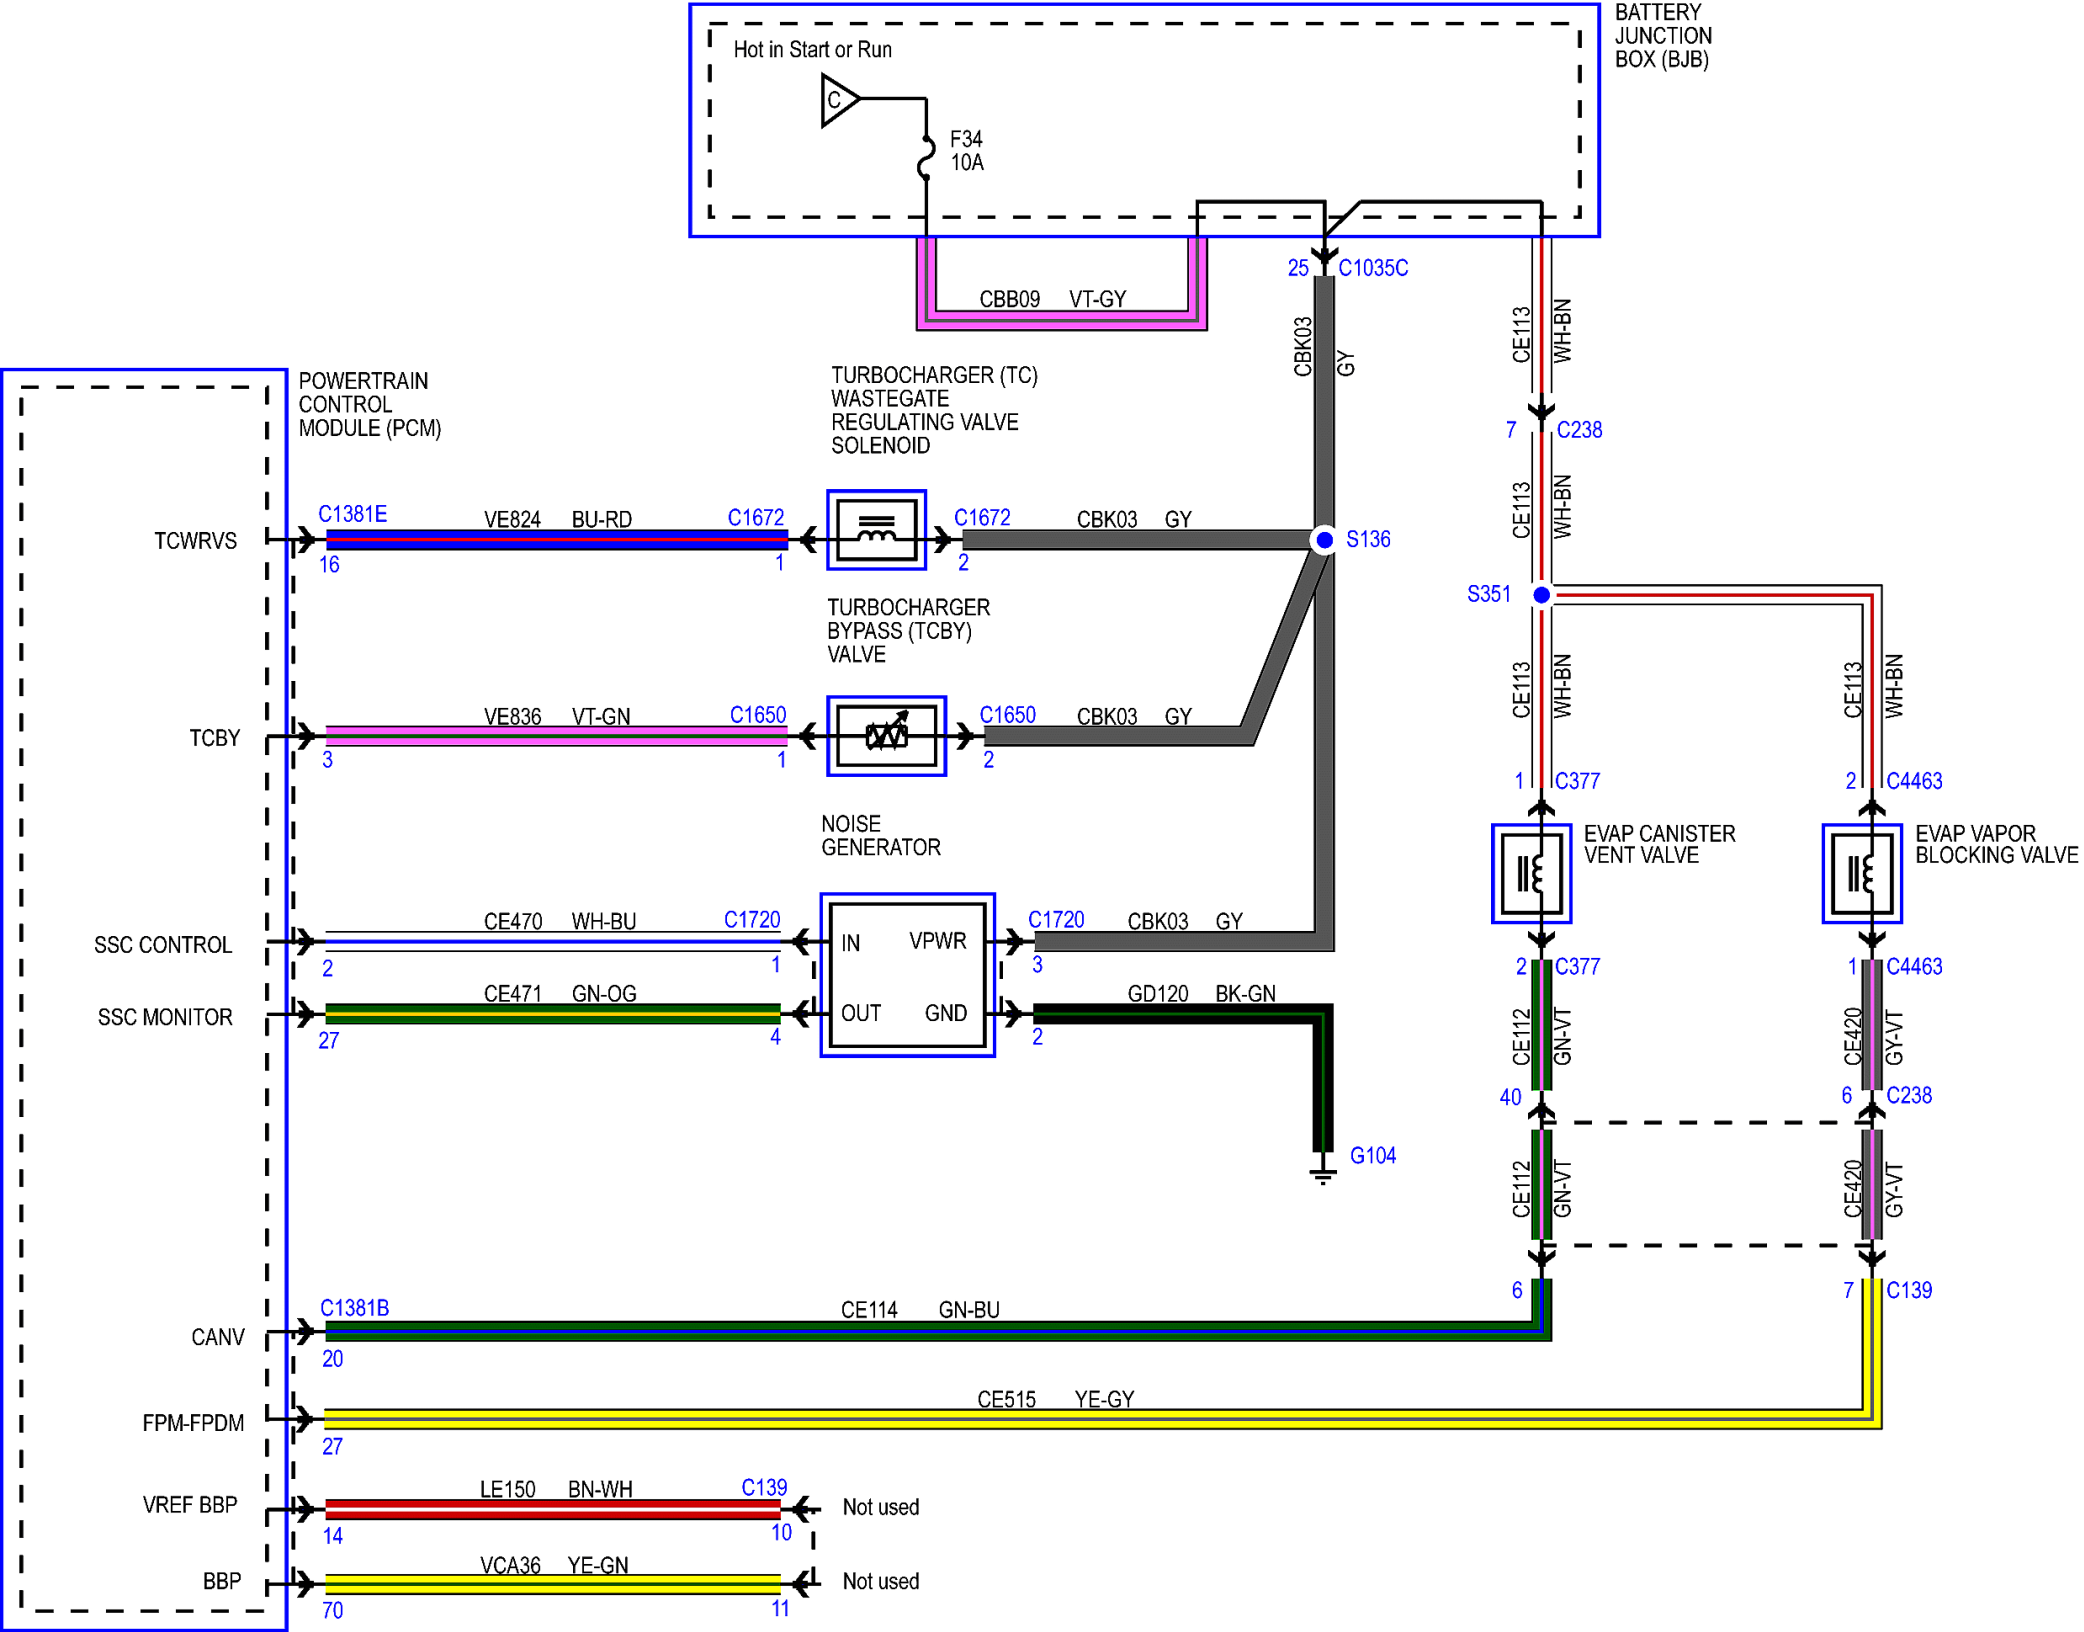 BATTERY
JUNCTION
BOX (BJB)
Hot in Start or Run
C
F34
10A
25 C1035C
CBB09 VT-GY
CBK03
GY
CE113
WH-BN
7 C238
POWERTRAIN
CONTROL
MODULE (PCM)
TURBOCHARGER (TC)
WASTEGATE
REGULATING VALVE
SOLENOID
TCWRVS
C1381E
16
VE824 BU-RD
C1672
1
C1672
2
CBK03 GY
S136
CE113
WH-BN
S351
TURBOCHARGER
BYPASS (TCBY)
VALVE
TCBY
3
VE836 VT-GN
C1650
1
C1650
2
CBK03 GY
CE113
WH-BN
CE113
WH-BN
1 C377
2 C4463
NOISE
GENERATOR
EVAP CANISTER
VENT VALVE
EVAP VAPOR
BLOCKING VALVE
SSC CONTROL
2
CE470 WH-BU
C1720
1
IN
VPWR
C1720
3
CBK03 GY
2 C377
1 C4463
SSC MONITOR
27
CE471 GN-OG
4
OUT
GND
2
GD120 BK-GN
CE112
GN-VT
CE420
GY-VT
40
6 C238
G104
CE112
GN-VT
CE420
GY-VT
6
7 C139
CANV
C1381B
20
CE114 GN-BU
FPM-FPDM
27
CE515 YE-GY
VREF BBP
14
LE150 BN-WH
C139
10
Not used
BBP
70
VCA36 YE-GN
11
Not used